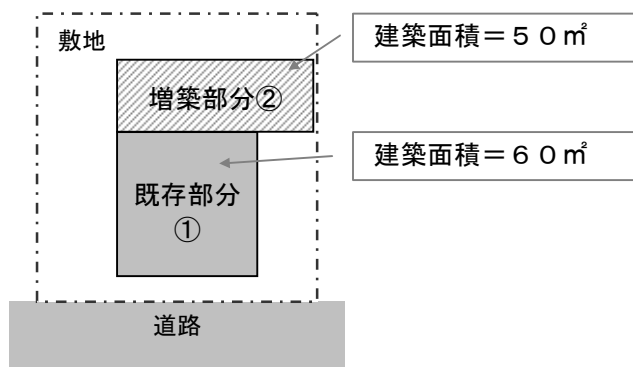 敷地
建築面積＝５０㎡
増築部分②
建築面積＝６０㎡
既存部分
①
道路